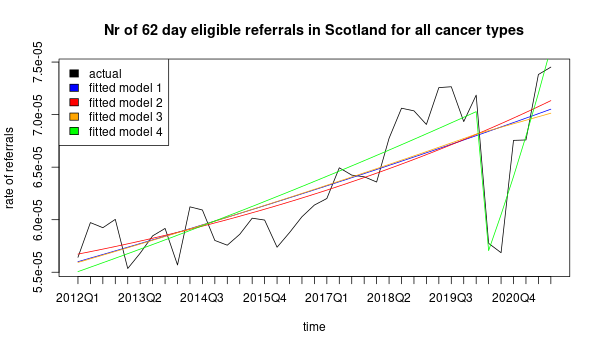 Nr of 62 day eligible referrals in Scotland for all cancer types
7.5e-05
7.0e-05
6.5e-05
6.0e-05
5.5e-05
rate of referrals
actual
fitted model 1
fitted model 2
fitted model 3
fitted model 4
2012Q1 2013Q2 2014Q3 2015Q4 2017Q1 2018Q2 2019Q3 2020Q4
time